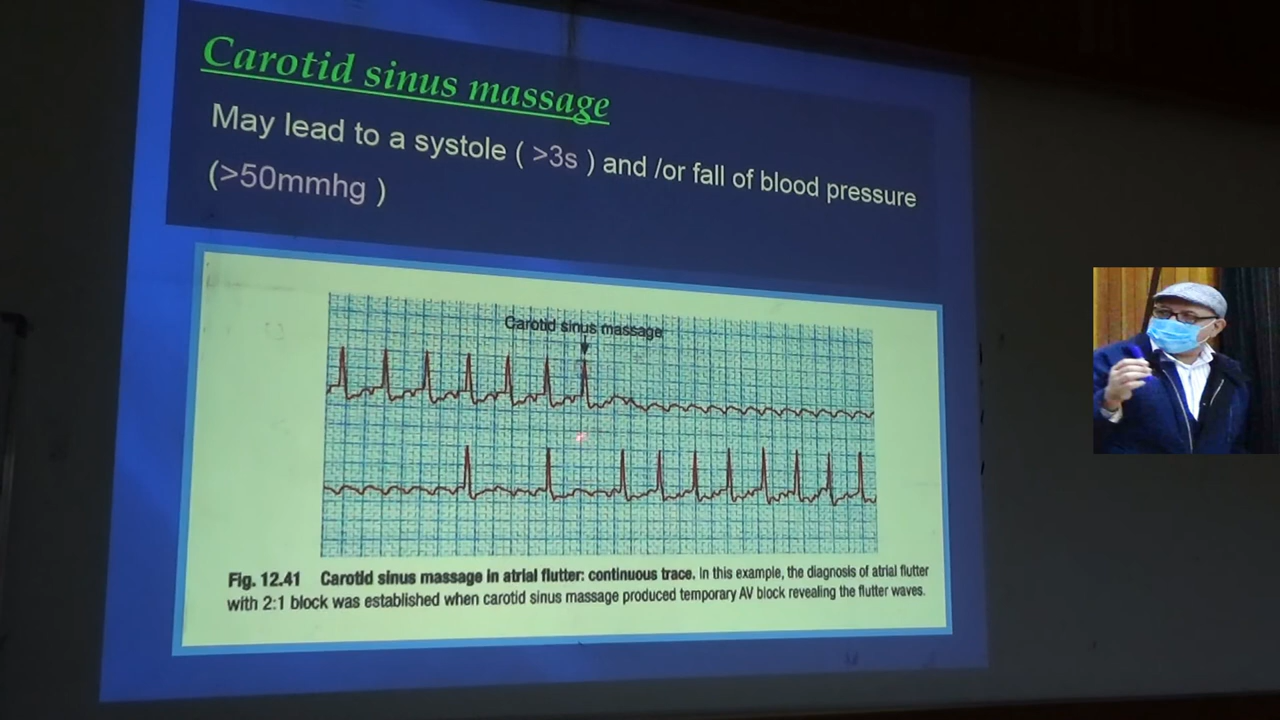 Carotid sinus massage
May lead to a systole ( >3s ) and /or fall of blood pressure
(>50mmhg )
Carotid sinus massage
Fig. 12.41 Carotid sinus massage in atrial flutter: continuous trace. In this example, the diagnosis of atrial flutter
with 2:1 block was established when carotid sinus massage produced temporary AV block revealing the flutter waves.